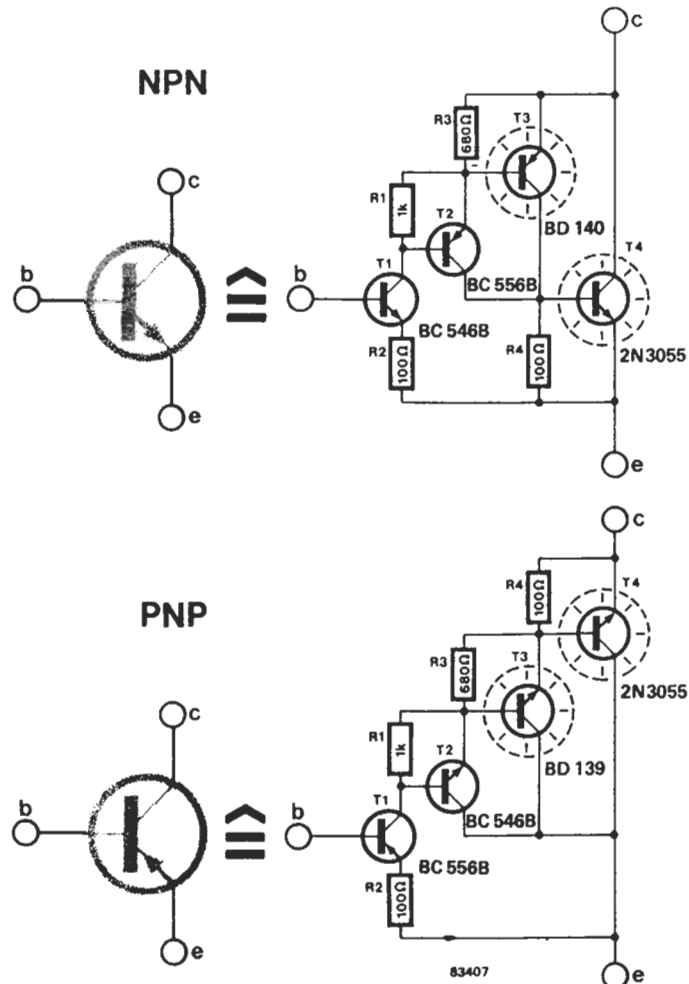 NPN
c
b
e
b
c
R3
680Ω
T3
R1
1k
T2
BD 140
T4
T1
BC 556B
BC 546B
2N3055
R2
100Ω
R4
100Ω
e
PNP
c
b
e
b
c
R4
100Ω
T4
R3
680Ω
T3
2N3055
R1
1k
T2
BD 139
T1
BC 546B
BC 556B
R2
100Ω
83407
e